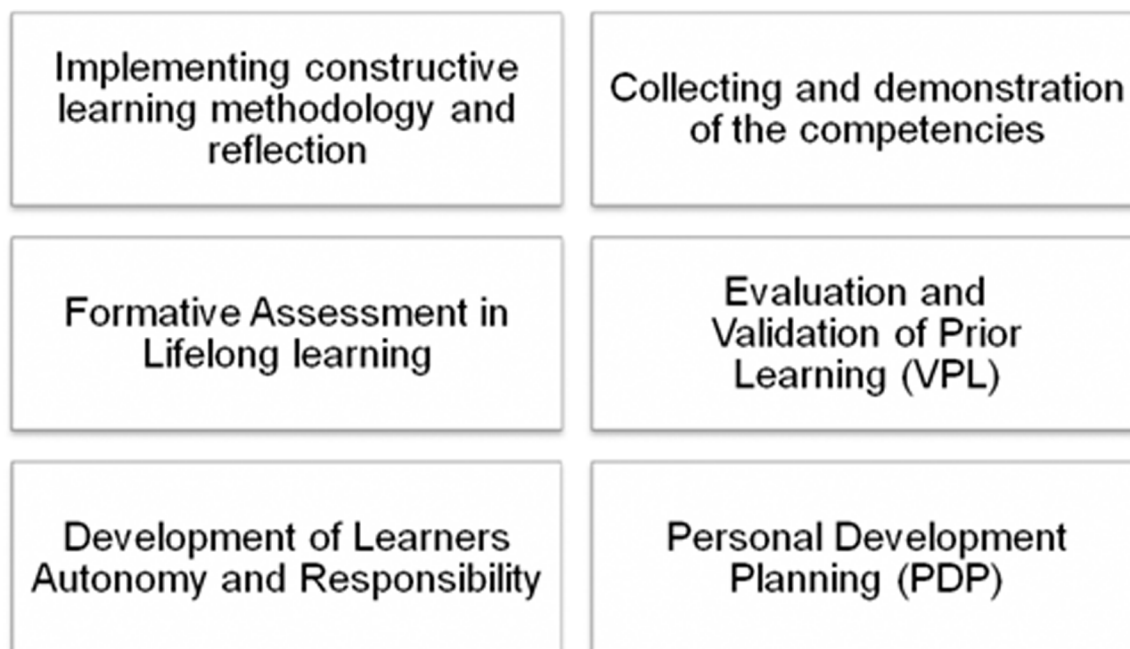 Implementing constructive
learning methodology and
reflection
Collecting and demonstration
of the competencies
Formative Assessment in
Lifelong learning
Evaluation and
Validation of Prior
Learning (VPL)
Development of Learners
Autonomy and Responsibility
Personal Development
Planning (PDP)